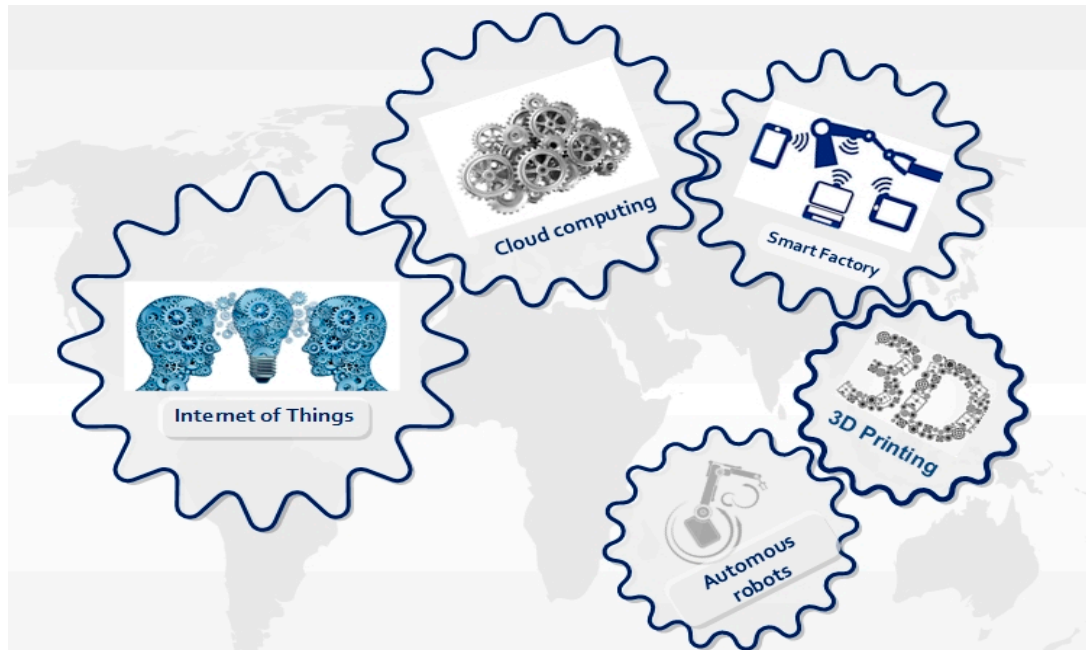 Cloud computing
Smart Factory
Internet of Things
3D
3D Printing
Automous
robots